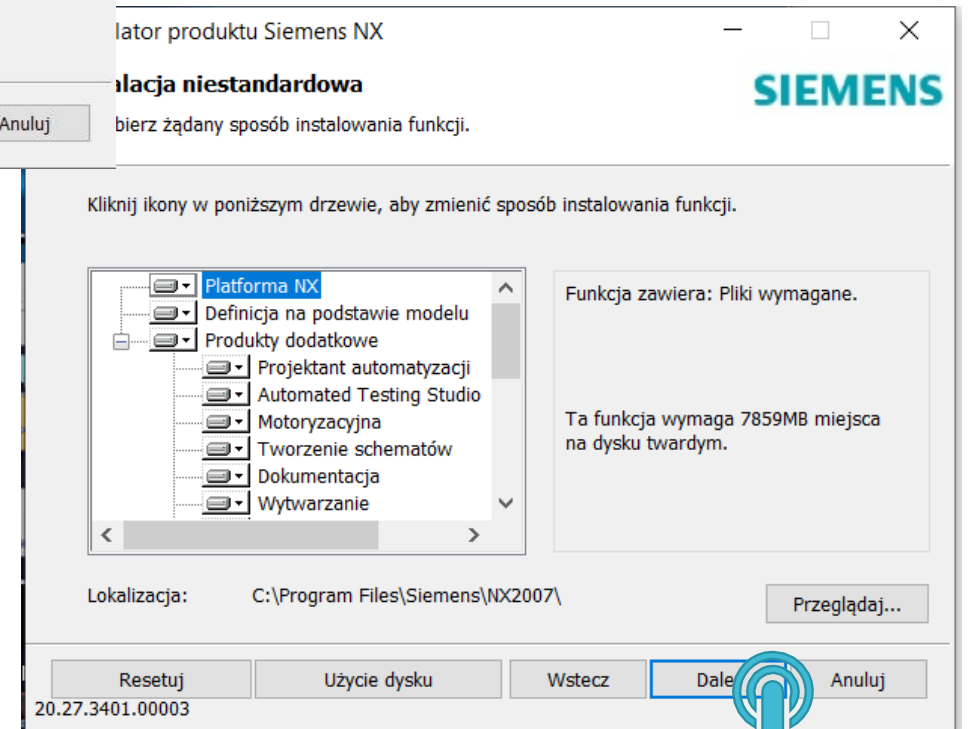 lator produktu Siemens NX
alacja niestandardowa
SIEMENS
Anuluj
bierz żądany sposób instalowania funkcji.
Kliknij ikony w poniższym drzewie, aby zmienić sposób instalowania funkcji.
Platforma NX
Definicja na podstawie modelu
Produkty dodatkowe
Projektant automatyzacji
Automated Testing Studio
Motoryzacyjna
Tworzenie schematów
Dokumentacja
Wytwarzanie
Funkcja zawiera: Pliki wymagane.
Ta funkcja wymaga 7859MB miejsca
na dysku twardym.
Lokalizacja: C:\Program Files\Siemens\NX2007\
Przeglądaj...
Resetuj Użycie dysku Wstecz Dale Anuluj
20.27.3401.00003